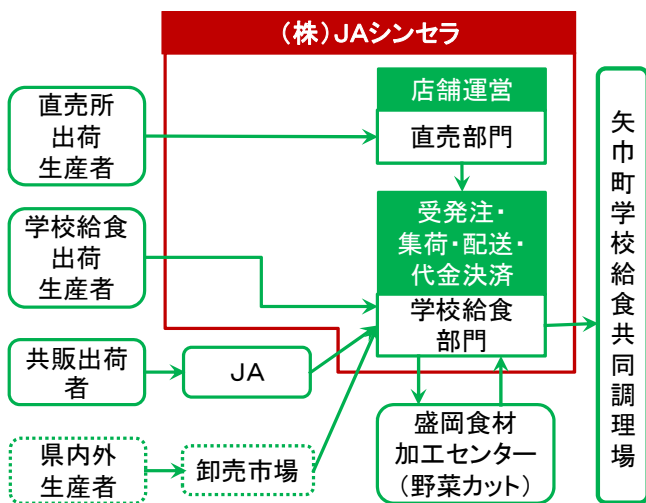 （株）JAシンセラ
直売所
出荷
生産者
店舗運営
直売部門
学校給食
出荷
生産者
受発注・
集荷・配送・
代金決済
学校給食
部門
共販出荷
者
JA
県内外
生産者
卸売市場
盛岡食材
加工センター
（野菜カット）
矢巾町学校給食共同調理場